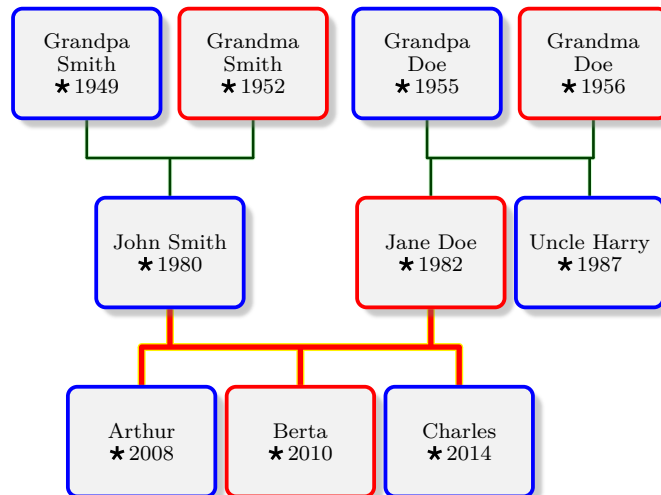 Grandpa
Smith
★1949
Grandma
Smith
★1952
Grandpa
Doe
★1955
Grandma
Doe
★1956
John Smith
★1980
Jane Doe
★1982
Uncle Harry
★1987
Arthur
★2008
Berta
★2010
Charles
★2014